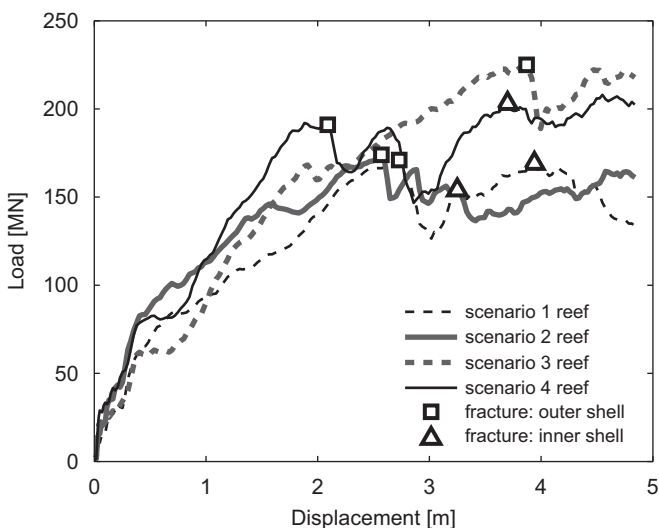 250
200
150
100
50
0
Load [MN]
scenario 1 reef
scenario 2 reef
scenario 3 reef
scenario 4 reef
fracture: outer shell
fracture: inner shell
0 1 2 3 4 5
Displacement [m]